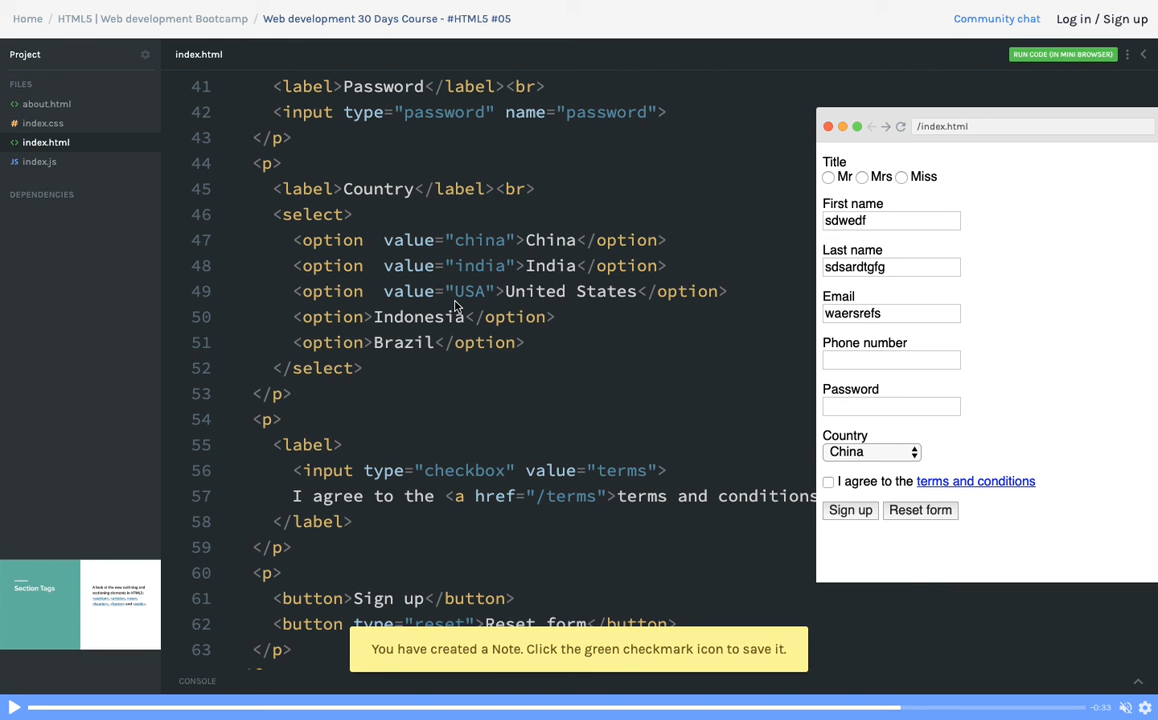 Home / HTML5 | Web development Bootcamp / Web development 30 Days Course - #HTML5 #05
Community chat Log in / Sign up
Project
index.html
RUN CODE (IN MINI BROWSER)
FILES
<> about.html
# index.css
<> index.html
JS index.js
DEPENDENCIES
41 <label>Password</label><br>
42 <input type="password" name="password">
43 </p>
44 <p>
45 <label>Country</label><br>
46 <select>
47 <option  value="china">China</option>
48 <option  value="india">India</option>
49 <option  value="USA">United States</option>
50 <option>Indonesia</option>
51 <option>Brazil</option>
52 </select>
53 </p>
54 <p>
55 <label>
56 <input type="checkbox" value="terms">
57 I agree to the <a href="/terms">terms and conditions
58 </label>
59 </p>
60 <p>
61 <button>Sign up</button>
62 <button type="reset">Reset form</button>
63 </p>
/index.html
Title
Mr Mrs Miss
First name
sdwedf
Last name
sdsardtgfg
Email
waersrefs
Phone number
Password
Country
China
I agree to the terms and conditions
Sign up Reset form
Section Tags
You have created a Note. Click the green checkmark icon to save it.
CONSOLE
-0:33